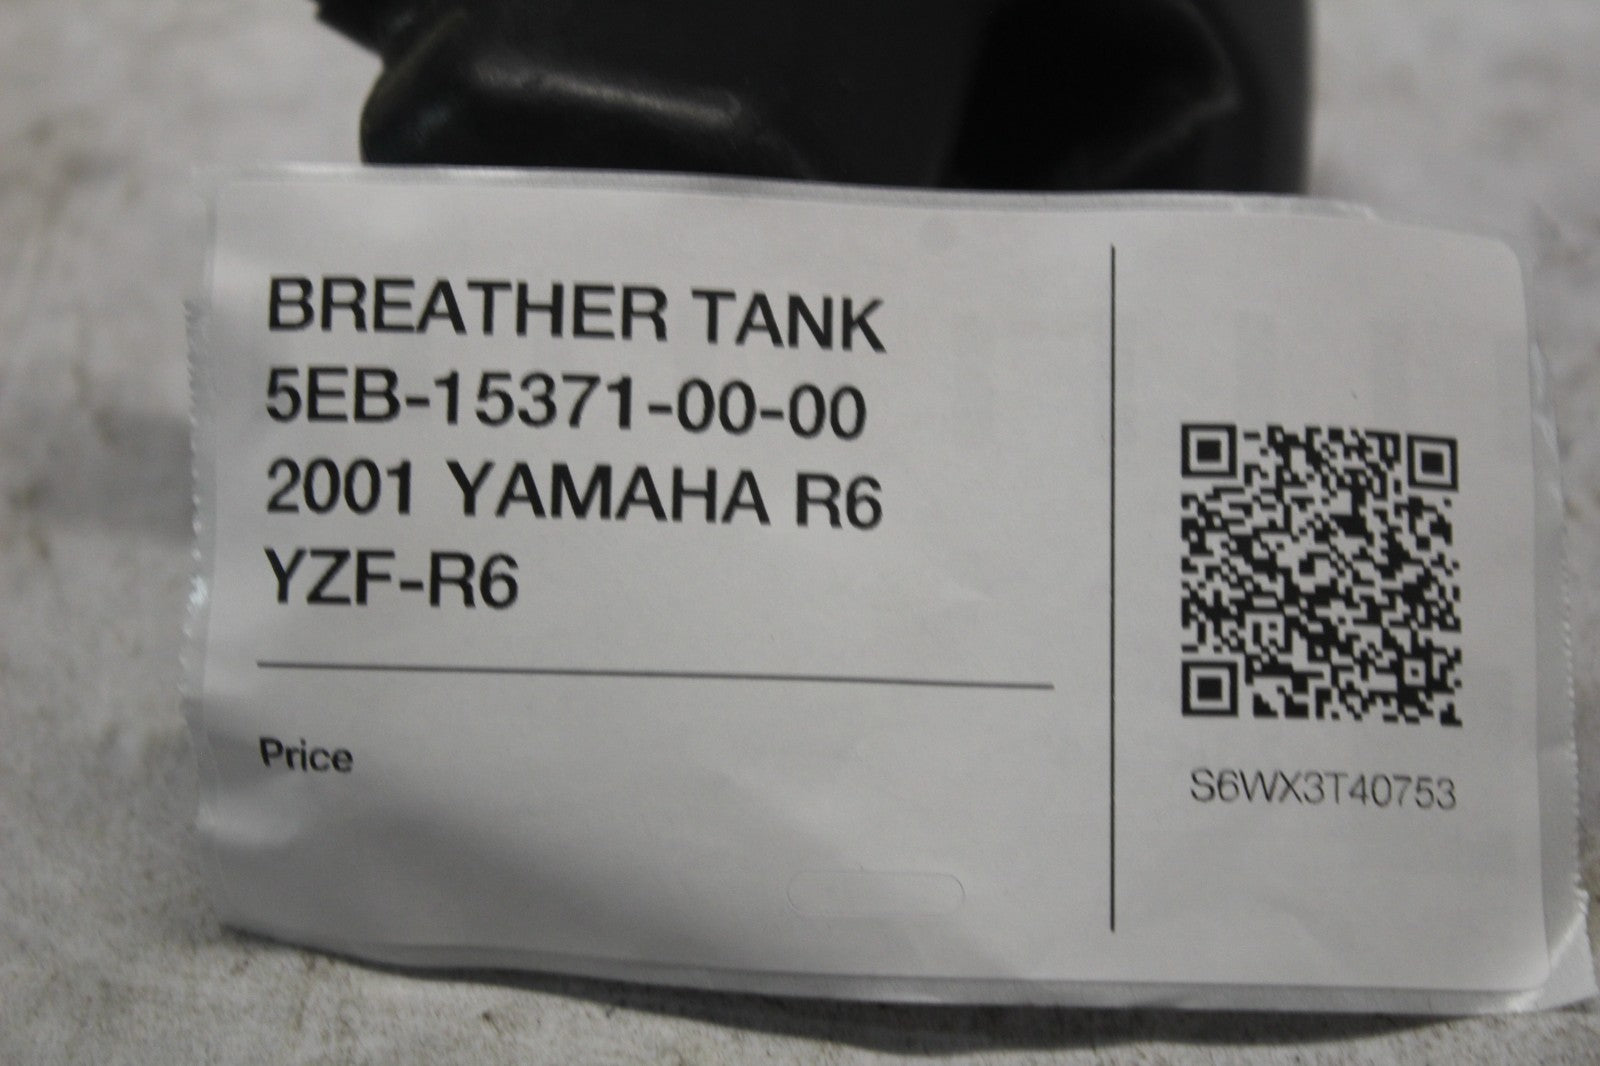 BREATHER TANK
5EB-15371-00-00
2001 YAMAHA R6
YZF-R6
Price
S6WX3T40753